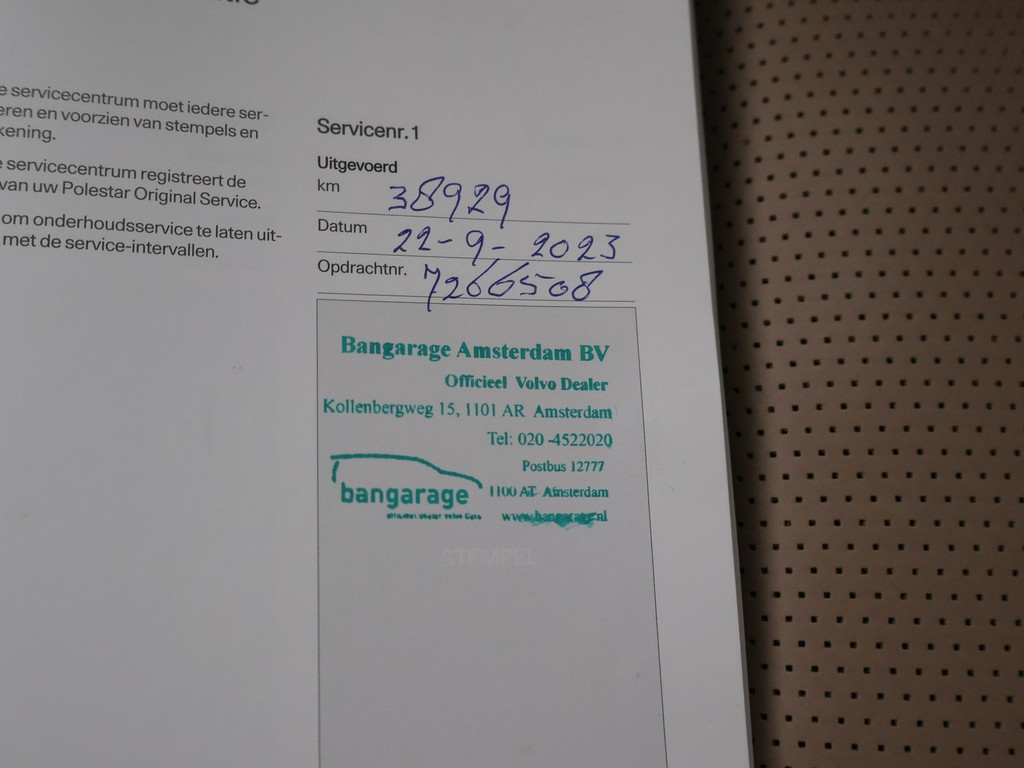 e servicecentrum moet iedere ser-
eren en voorzien van stempels en
kening.
e servicecentrum registreert de
van uw Polestar Original Service.
om onderhoudsservice te laten uit-
met de service-intervallen.
Servicenr. 1
Uitgevoerd
km 38929
Datum 22-9-2023
Opdrachtnr. 7266508
Bangarage Amsterdam BV
Officieel Volvo Dealer
Kollenbergweg 15, 1101 AR Amsterdam
Tel: 020 -4522020
Postbus 12777
1100 AT Amsterdam
www.bangarage.nl
bangarage
STEMPEL